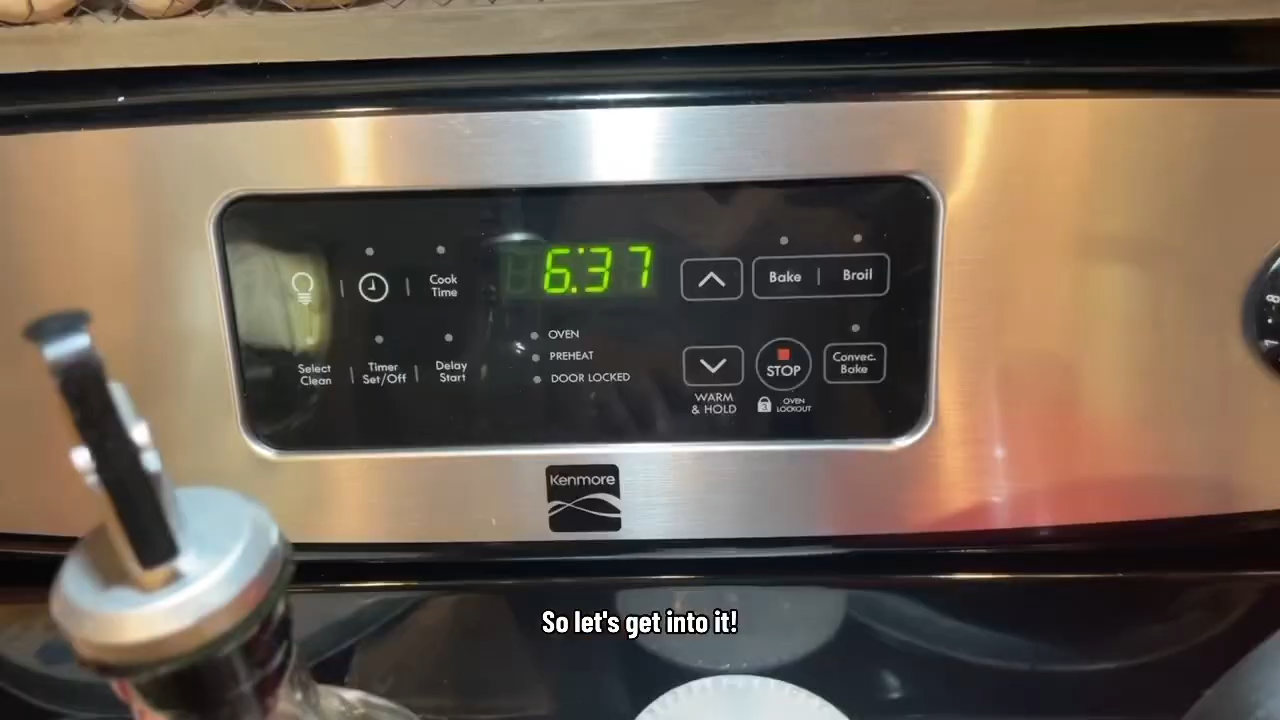 6:37
Cook
Time
Bake | Broil
Select
Clean
Timer
Set/Off
Delay
Start
OVEN
PREHEAT
DOOR LOCKED
WARM
& HOLD
STOP
3
OVEN
LOCKOUT
Convec.
Bake
Kenmore
So let's get into it!